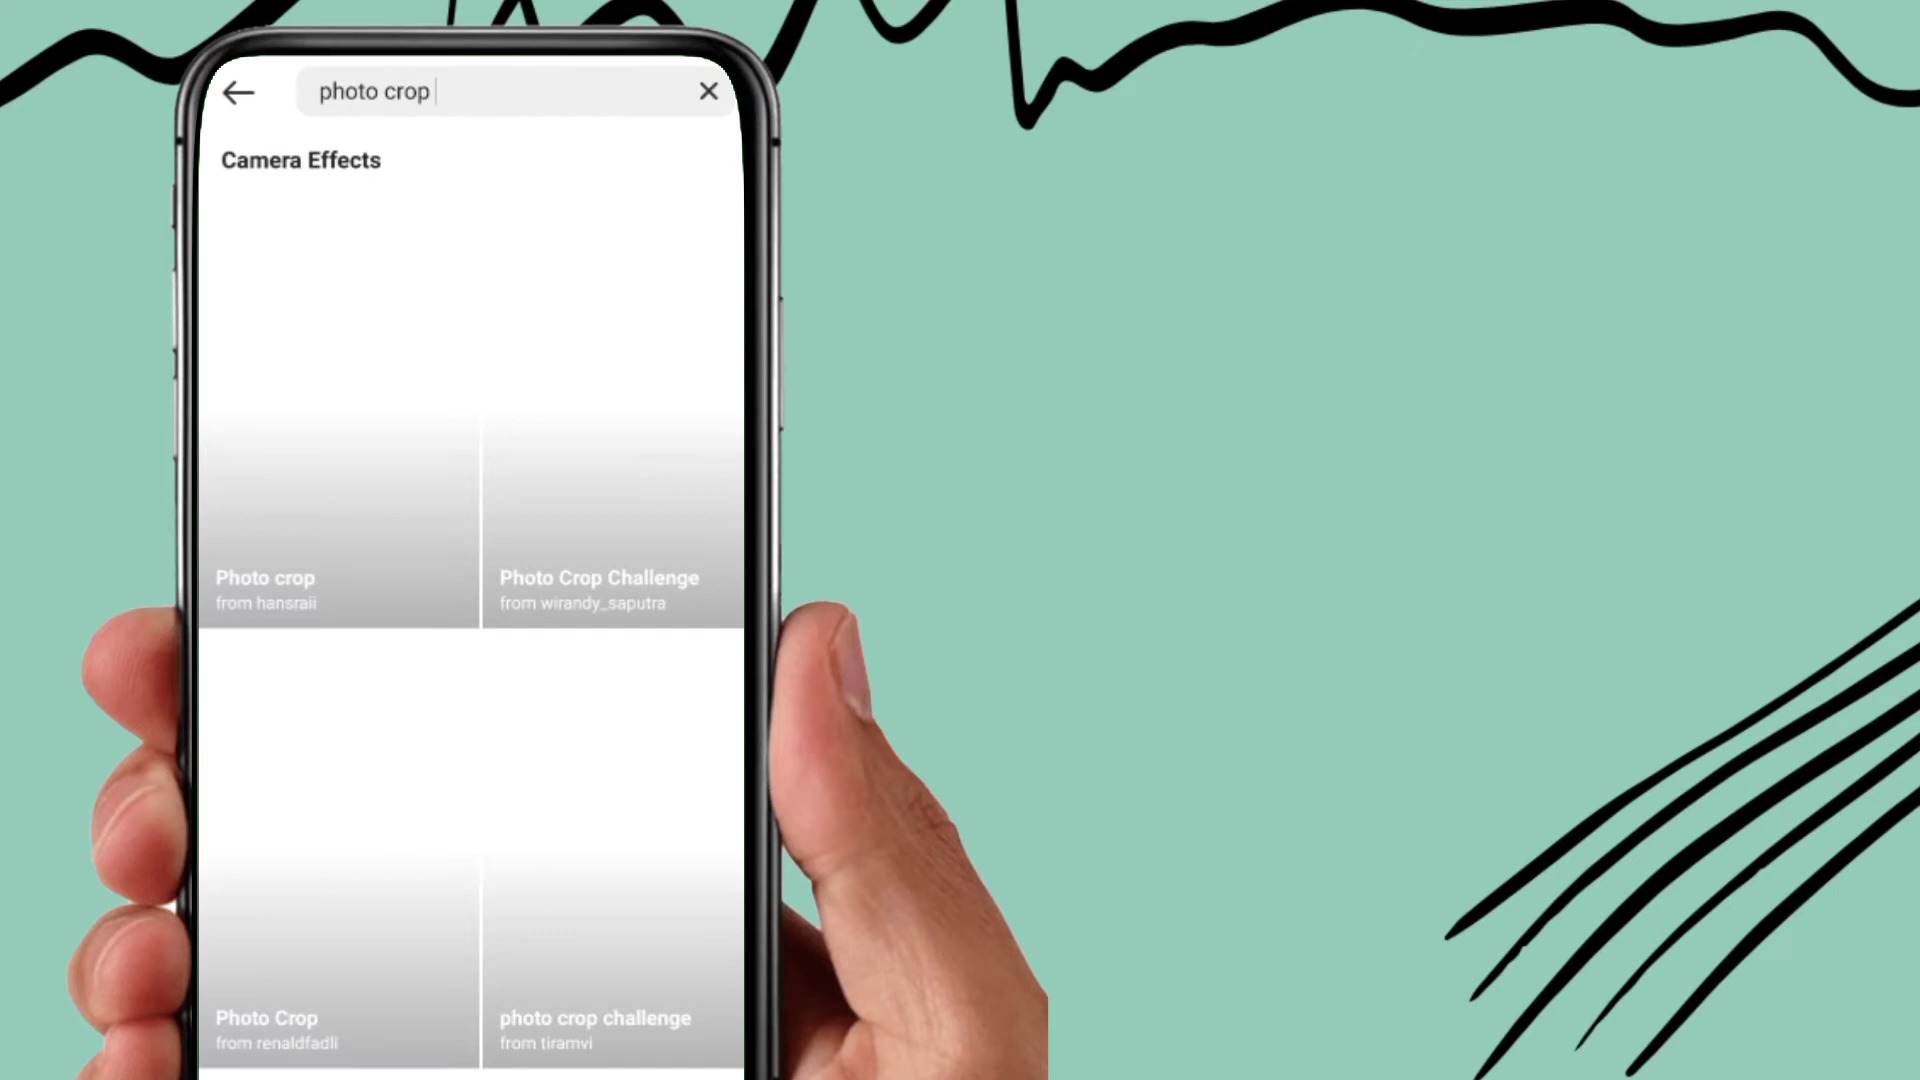 photo crop
Camera Effects
Photo crop
from hansraii
Photo Crop Challenge
from wirandy_saputra
Photo Crop
from renaldfadli
photo crop challenge
from tiramvi